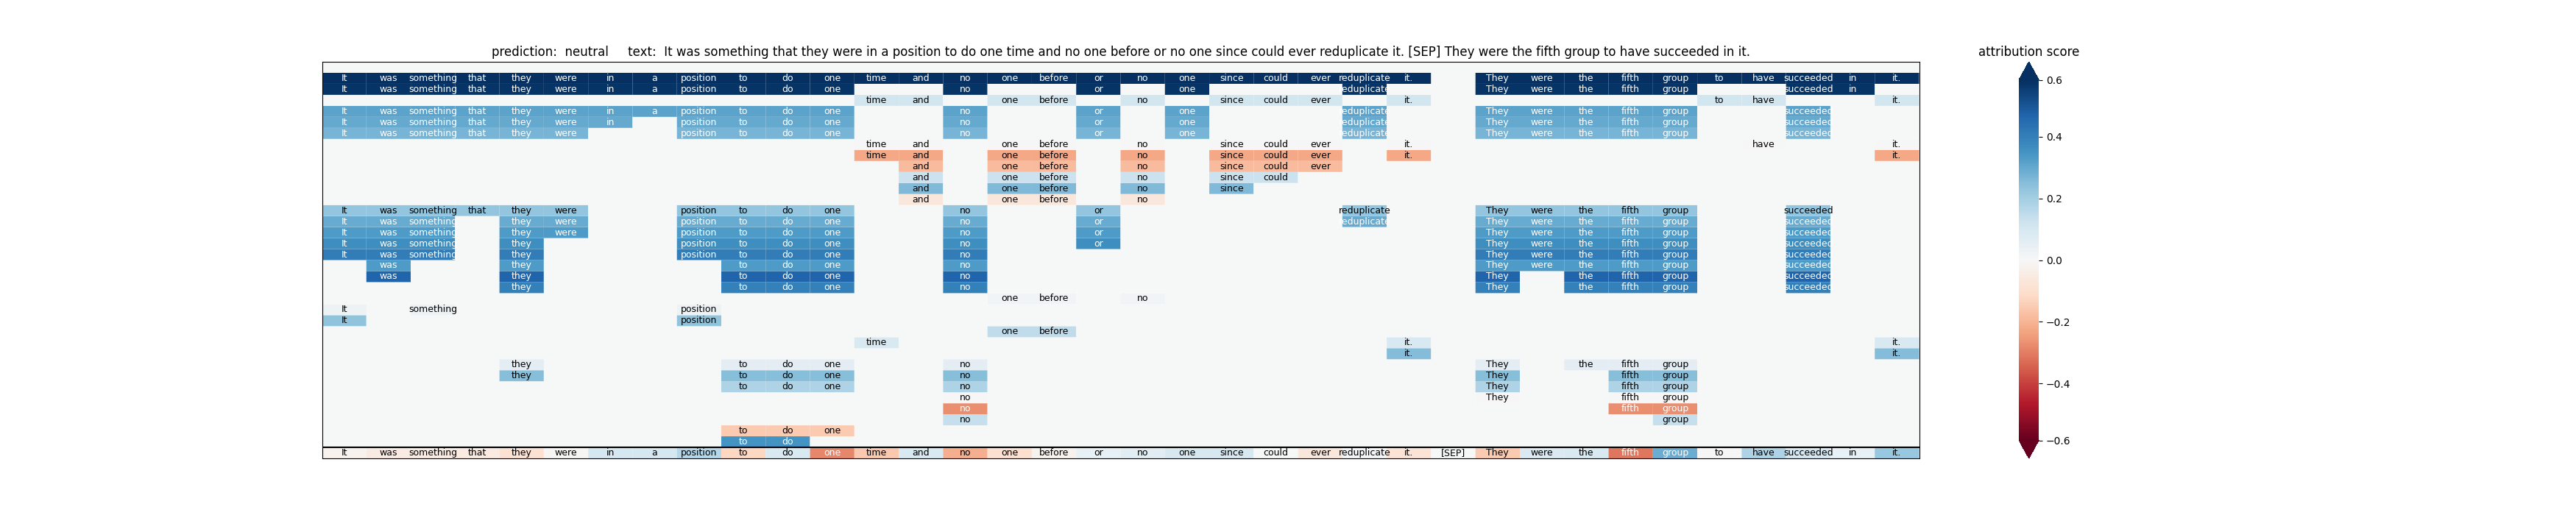 prediction: neutral text: It was something that they were in a position to do one time and no one before or no one since could ever reduplicate it. [SEP] They were the fifth group to have succeeded in it.
It was something that they were in a position to do one time and no one before or no one since could ever reduplicate it. They were the fifth group to have succeeded in it.
It was something that they were in a position to do one no or one reduplicate They were the fifth group succeeded in
time and one before no since could ever it. to have it.
It was something that they were in a position to do one no or one reduplicate They were the fifth group succeeded
It was something that they were in position to do one no or one reduplicate They were the fifth group succeeded
It was something that they were position to do one no or one reduplicate They were the fifth group succeeded
time and one before no since could ever it. have it.
time and one before no since could ever it. it.
and one before no since could ever
and one before no since could
and one before no since
and one before no
It was something that they were position to do one no or reduplicate They were the fifth group succeeded
It was something they were position to do one no or reduplicate They were the fifth group succeeded
It was something they were position to do one no or They were the fifth group succeeded
It was something they position to do one no or They were the fifth group succeeded
It was something they position to do one no They were the fifth group succeeded
was they to do one no They were the fifth group succeeded
was they to do one no They the fifth group succeeded
they to do one no They the fifth group succeeded
one before no
It something position
It position
one before
time it. it.
it. it.
they to do one no They the fifth group
they to do one no They fifth group
to do one no They fifth group
no They fifth group
no fifth group
no group
to do one
to do
It was something that they were in a position to do one time and no one before or no one since could ever reduplicate it. [SEP] They were the fifth group to have succeeded in it.
attribution score
0.6
0.4
0.2
0.0
−0.2
−0.4
−0.6